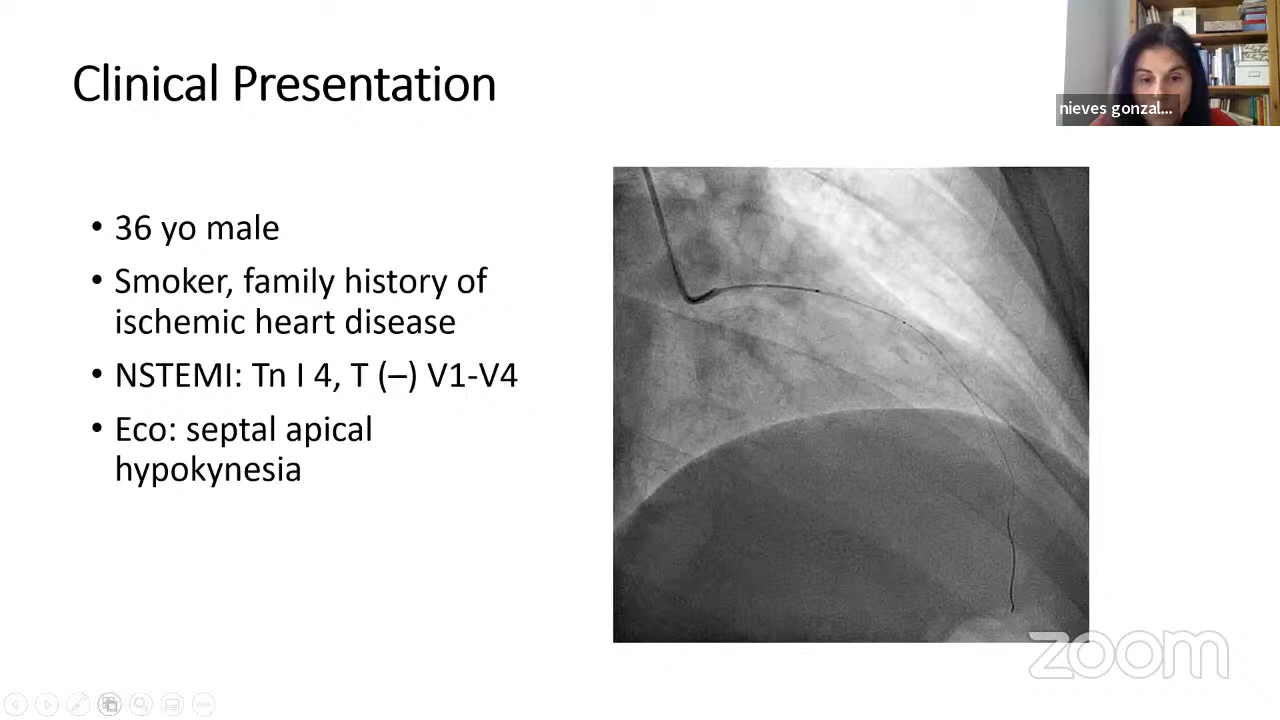 Clinical Presentation
nieves gonzal...
• 36 yo male
• Smoker, family history of
ischemic heart disease
• NSTEMI: Tn I 4, T (–) V1-V4
• Eco: septal apical
hypokynesia
zoom